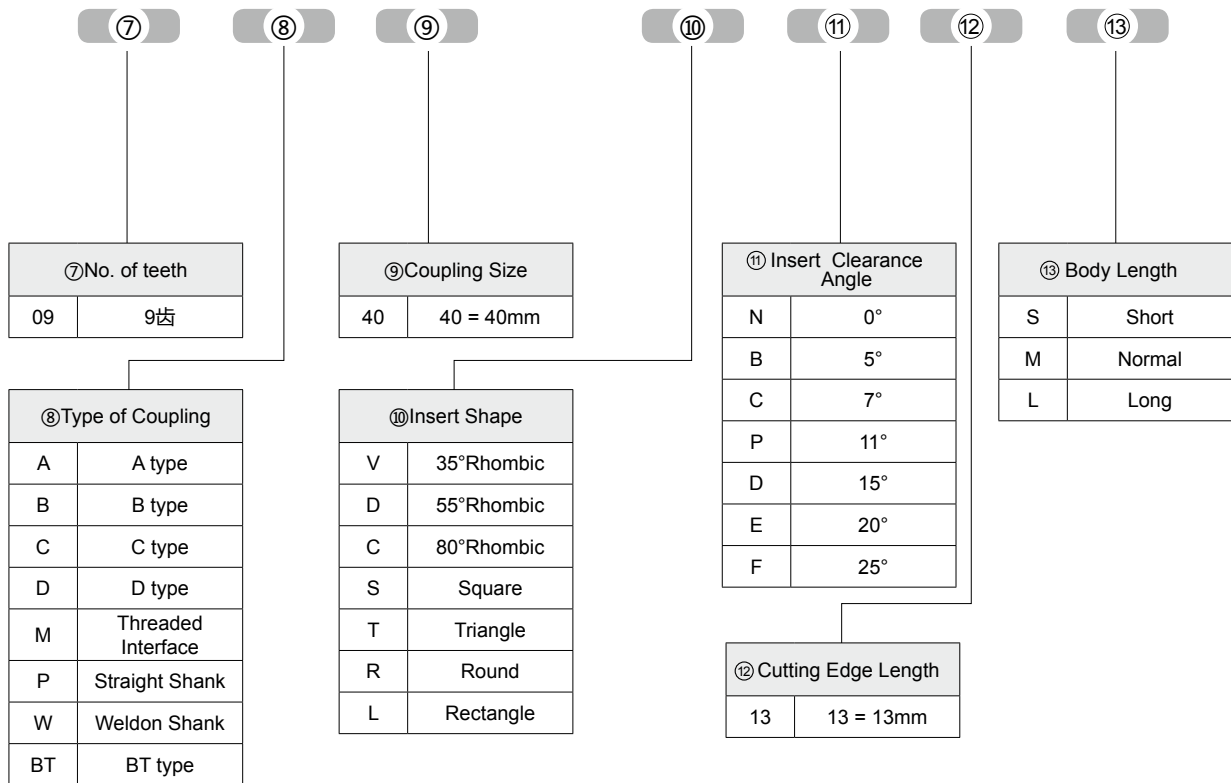 ⑦ ⑧ ⑨ ⑩ ⑪ ⑫ ⑬
⑦No. of teeth
09 9齿
⑧Type of Coupling
A A type
B B type
C C type
D D type
M Threaded
Interface
P Straight Shank
W Weldon Shank
BT BT type
⑨Coupling Size
40 40 = 40mm
⑩Insert Shape
V 35°Rhombic
D 55°Rhombic
C 80°Rhombic
S Square
T Triangle
R Round
L Rectangle
⑪ Insert Clearance
Angle
N 0°
B 5°
C 7°
P 11°
D 15°
E 20°
F 25°
⑫ Cutting Edge Length
13 13 = 13mm
⑬ Body Length
S Short
M Normal
L Long